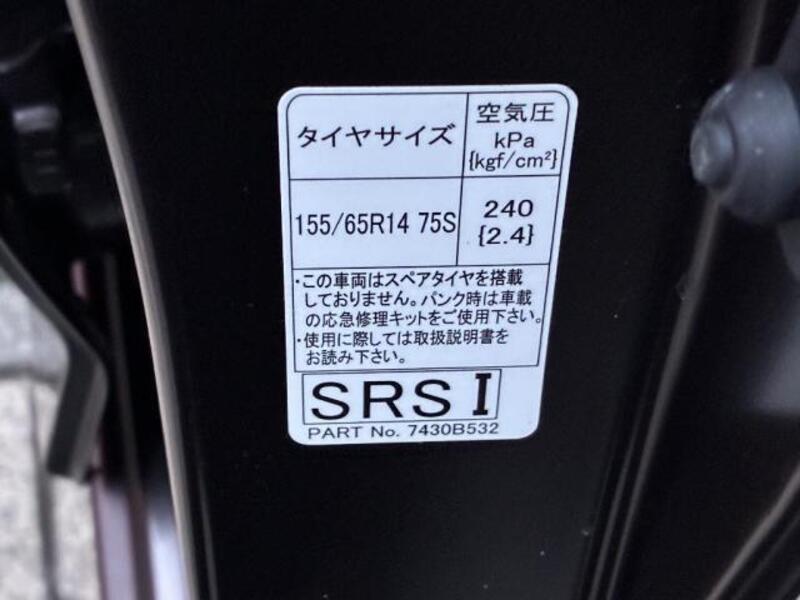 タイヤサイズ
空気圧
kPa
{kgf/cm²}
155/65R14 75S
240
{2.4}
・この車両はスペアタイヤを搭載
しておりません。パンク時は車載
の応急修理キットをご使用下さい。
・使用に際しては取扱説明書を
お読み下さい。
SRS I
PART No. 7430B532